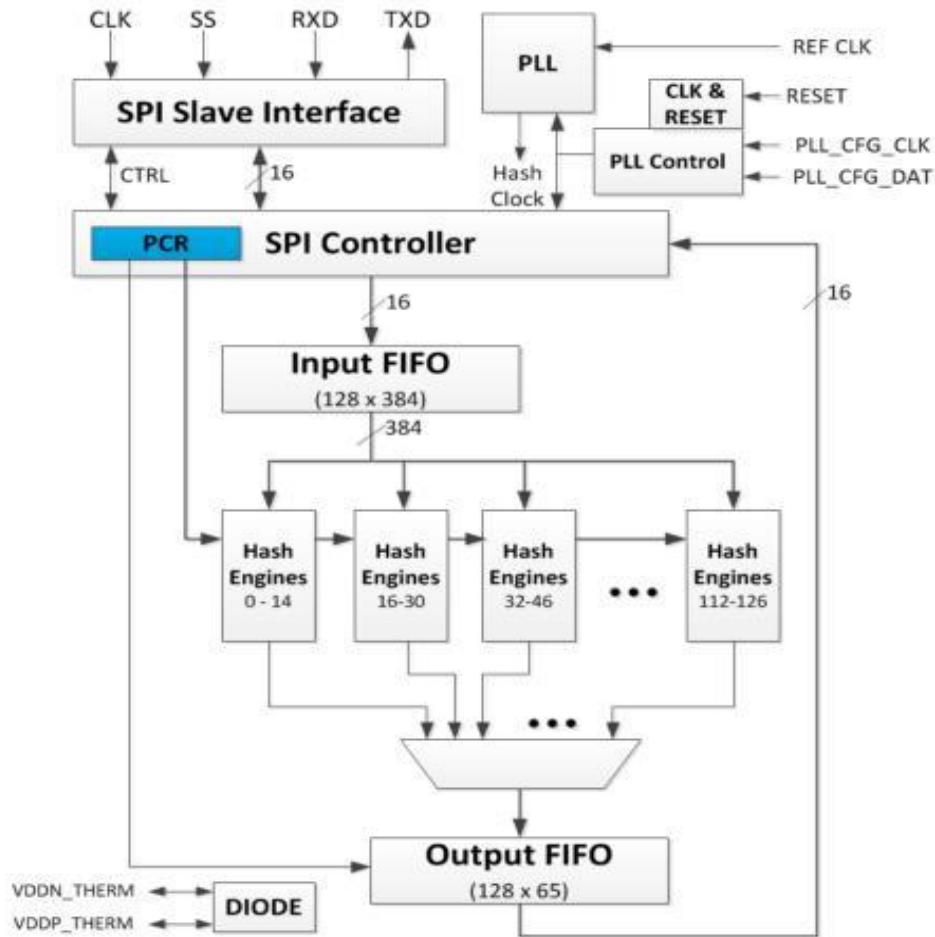 CLK SS RXD TXD
SPI Slave Interface
PLL
REF CLK
CLK &
RESET
RESET
PLL Control
PLL_CFG_CLK
PLL_CFG_DAT
Hash
Clock
CTRL
16
PCR
SPI Controller
16
16
Input FIFO
(128 x 384)
384
Hash
Engines
0 - 14
Hash
Engines
16-30
Hash
Engines
32-46
•••
Hash
Engines
112-126
•••
Output FIFO
(128 x 65)
VDDN_THERM
VDDP_THERM
DIODE